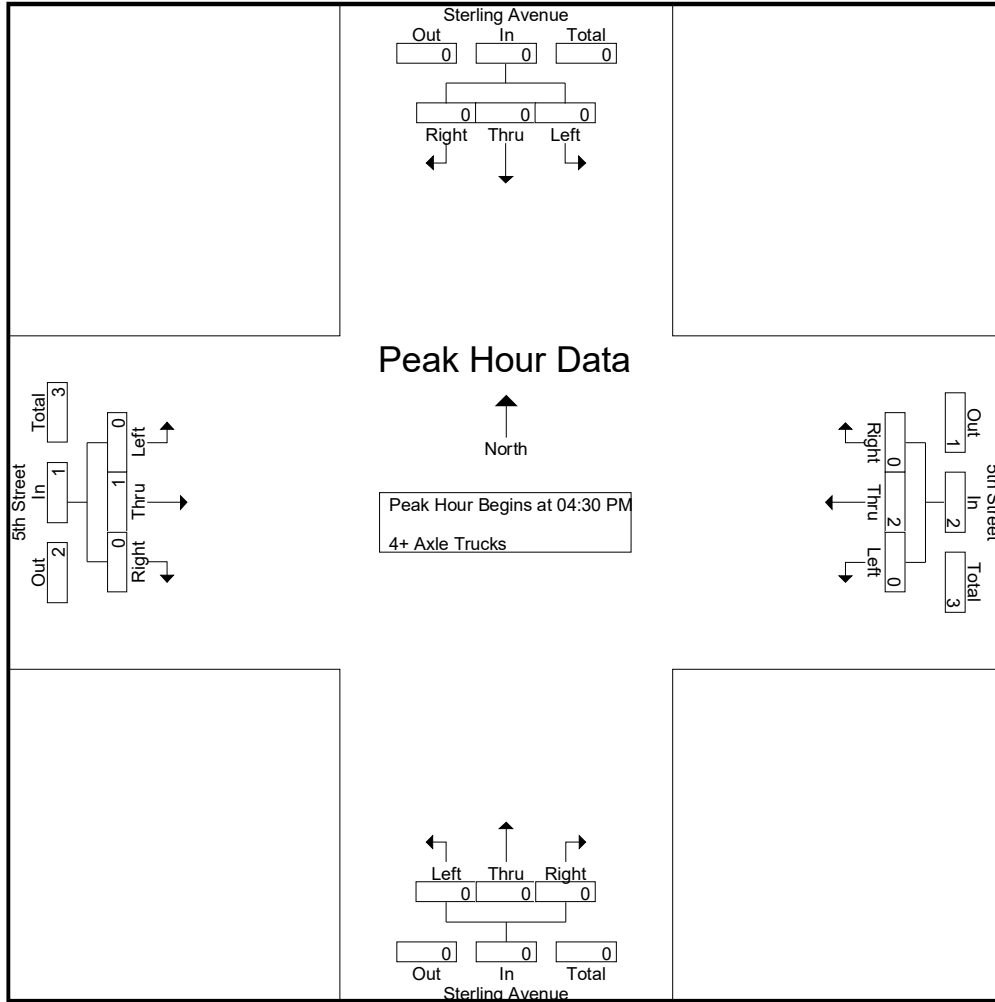 Sterling Avenue
Out In Total
0 0 0
0 0 0
Right Thru Left
Peak Hour Data
North
Peak Hour Begins at 04:30 PM
4+ Axle Trucks
5th Street
Total In Out
3 1 2
0 1 0
Left Thru Right
Right Thru Left
0 2 0
Out In Total
1 2 3
5th Street
Left Thru Right
0 0 0
0 0 0
Out In Total
Sterling Avenue